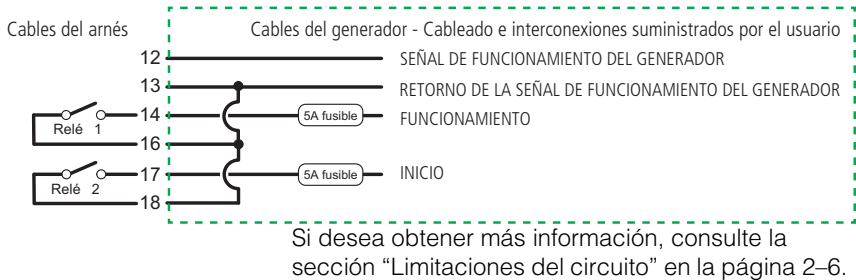 Cables del arnés
Cables del generador - Cableado e interconexiones suministrados por el usuario
12
SEÑAL DE FUNCIONAMIENTO DEL GENERADOR
13
RETORNO DE LA SEÑAL DE FUNCIONAMIENTO DEL GENERADOR
14
5A fusible
FUNCIONAMIENTO
Relé 1
16
17
5A fusible
INICIO
Relé 2
18
Si desea obtener más información, consulte la
sección “Limitaciones del circuito” en la página 2–6.